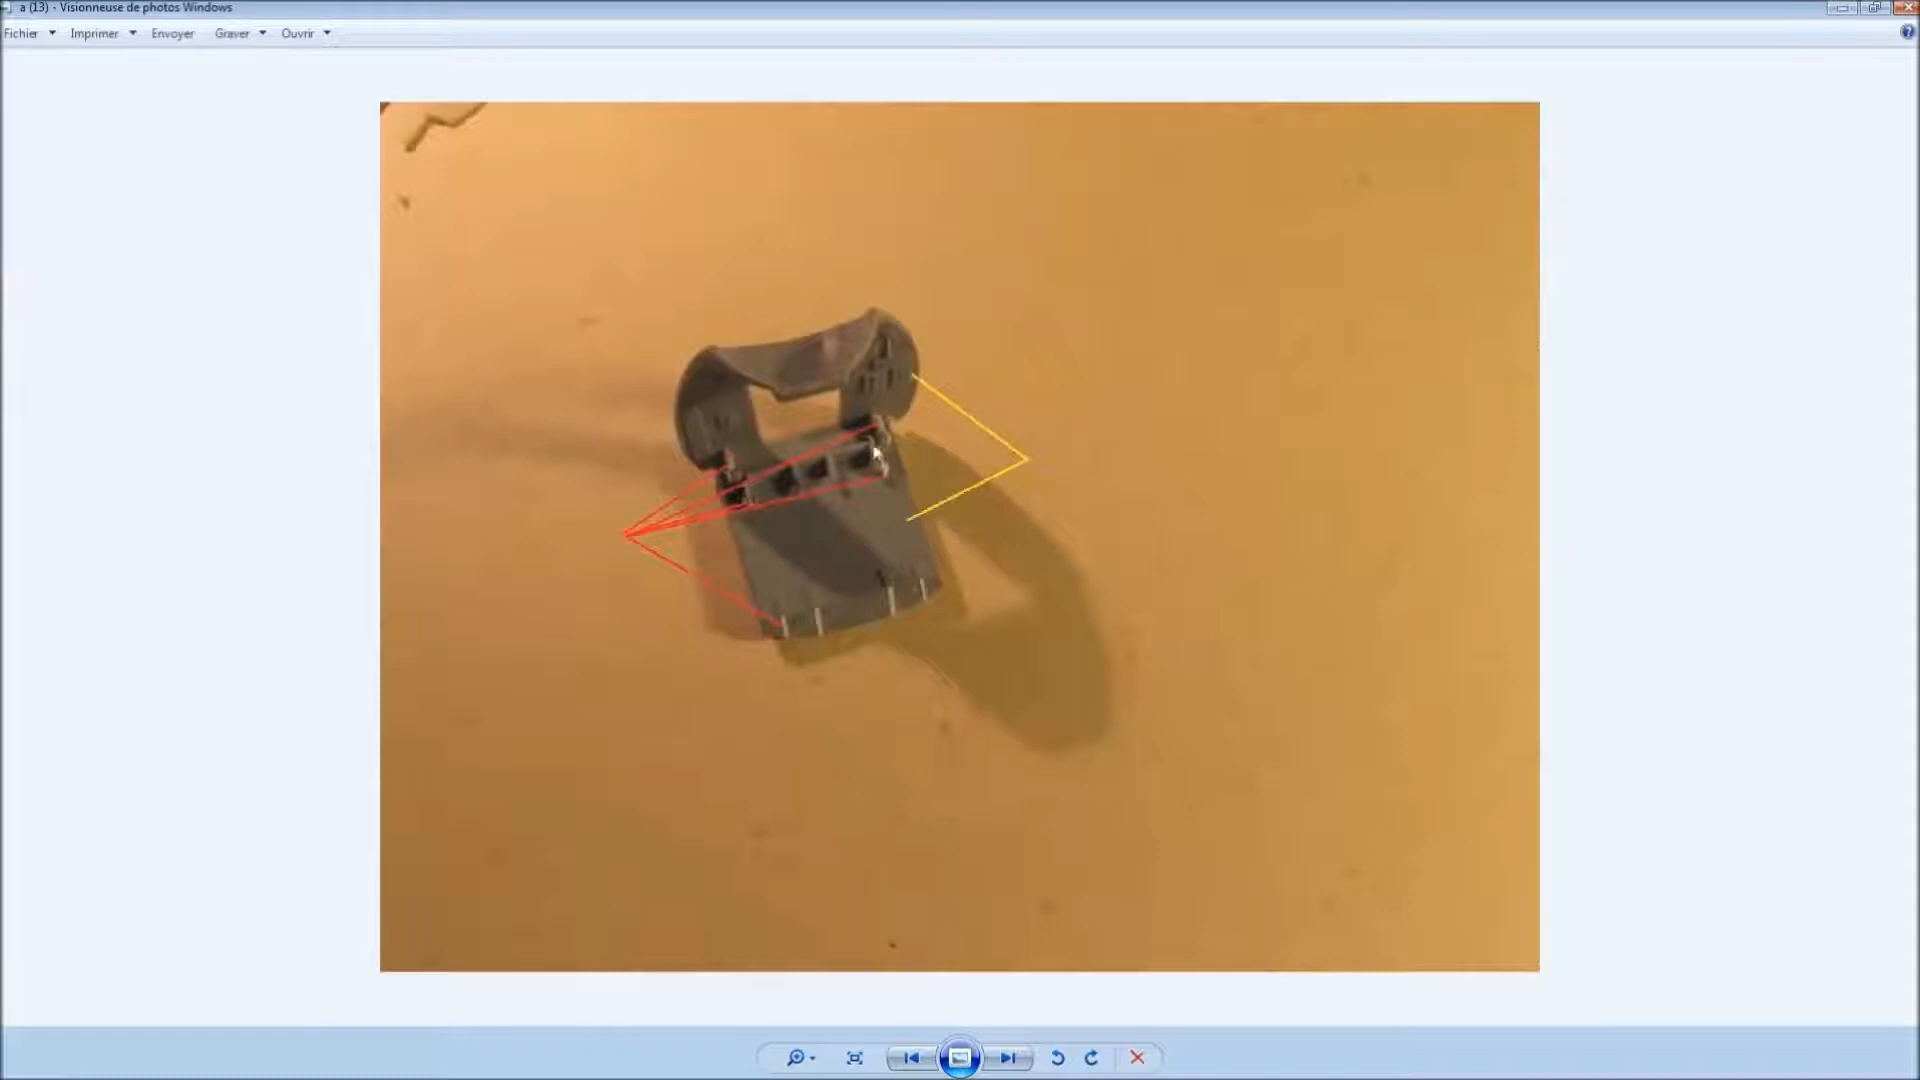 a (13) - Visionneuse de photos Windows
Fichier Imprimer Envoyer Graver Ouvrir